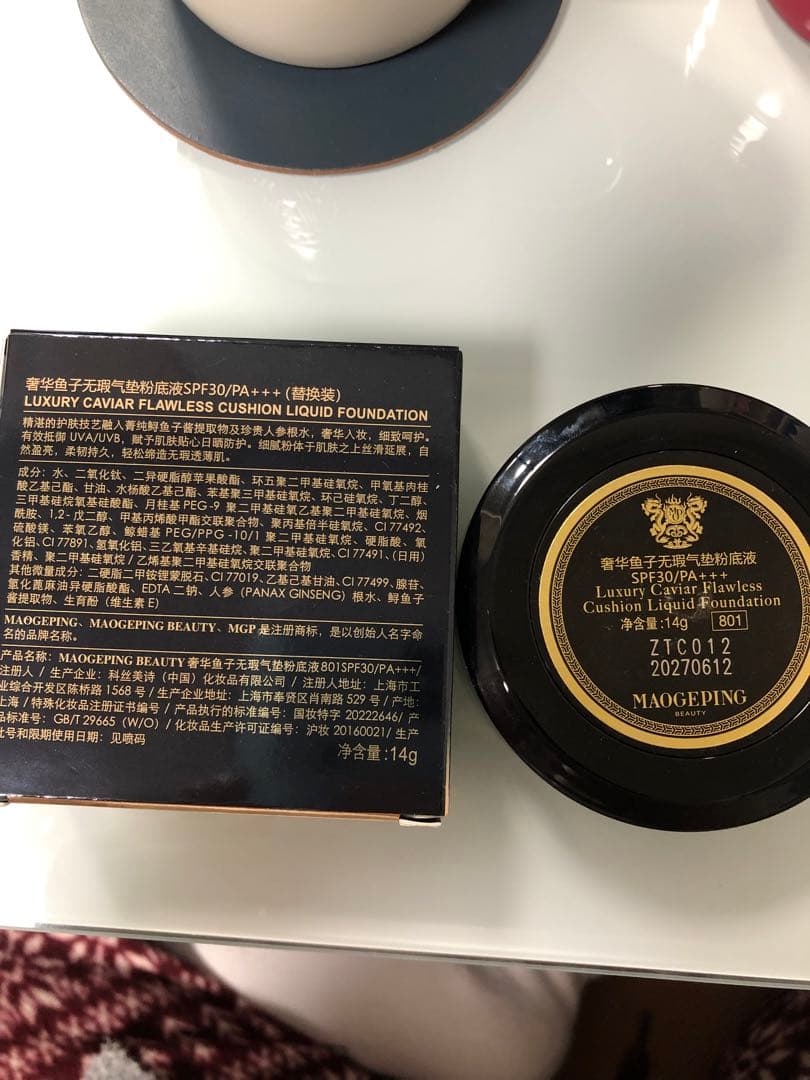 奢华鱼子无瑕气垫粉底液SPF30/PA+++ (替换装)
LUXURY CAVIAR FLAWLESS CUSHION LIQUID FOUNDATION
精湛的护肤技艺融入菁纯鲟鱼子酱提取物及珍贵人参根水，奢华入妆，细致呵护。
有效抵御 UVA/UVB，赋予肌肤贴心日晒防护。细腻粉体于肌肤之上丝滑延展，自
然盈亮，柔韧持久，轻松缔造无瑕透薄肌。
成分：水、二氧化钛、二异硬脂醇苹果酸酯、环五聚二甲基硅氧烷、甲氧基肉桂
酸乙基己酯、甘油、水杨酸乙基己酯、苯基聚三甲基硅氧烷、环己硅氧烷、丁二醇、
三甲基硅烷氧基硅酸酯、月桂基 PEG-9 聚二甲基硅氧乙基聚二甲基硅氧烷、烟
酰胺、1,2-戊二醇、甲基丙烯酸甲酯交联聚合物、聚丙基倍半硅氧烷、CI 77492、
硫酸镁、苯氧乙醇、鲸蜡基 PEG/PPG-10/1 聚二甲基硅氧烷、硬脂酸、氧
化铝、CI 77891、氢氧化铝、三乙氧基辛基硅烷、聚二甲基硅氧烷、CI 77491、(日用)
香精、聚二甲基硅氧烷 / 乙烯基聚二甲基硅氧烷交联聚合物
其他微量成分：二硬脂二甲铵锂蒙脱石、CI 77019、乙基己基甘油、CI 77499、腺苷、
氢化蓖麻油异硬脂酸酯、EDTA 二钠、人参（PANAX GINSENG）根水、鲟鱼子
酱提取物、生育酚（维生素 E）
MAOGEPING、MAOGEPING BEAUTY、MGP 是注册商标，是以创始人名字命
名的品牌名称。
产品名称：MAOGEPING BEAUTY 奢华鱼子无瑕气垫粉底液801SPF30/PA+++/
注册人 / 生产企业：科丝美诗（中国）化妆品有限公司 / 注册人地址：上海市工
业综合开发区陈桥路 1568 号 / 生产企业地址：上海市奉贤区肖南路 529 号 / 产地：
上海 / 特殊化妆品注册证书编号 / 产品执行的标准编号：国妆特字 20222646/ 产
品标准号：GB/T 29665 (W/O) / 化妆品生产许可证编号：沪妆 20160021/ 生产
批号和限期使用日期：见喷码
净含量:14g
奢华鱼子无瑕气垫粉底液
SPF30/PA+++
Luxury Caviar Flawless
Cushion Liquid Foundation
净含量:14g 801
ZTC012
20270612
MAOGEPING
BEAUTY